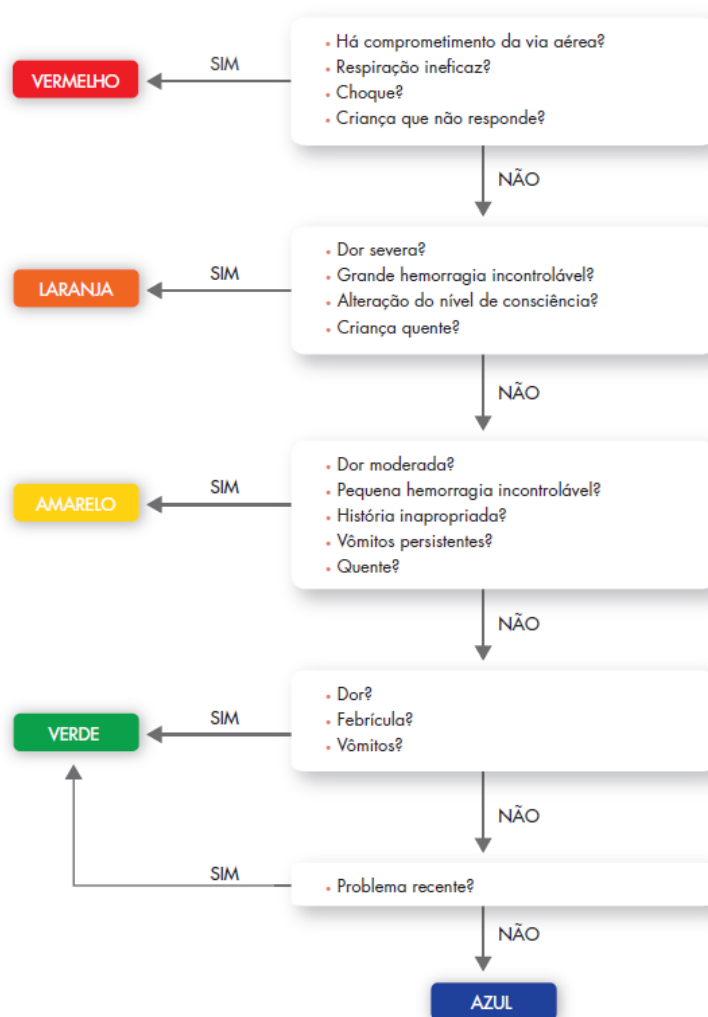 • Há comprometimento da via aérea?
• Respiração ineficaz?
• Choque?
• Criança que não responde?
SIM
VERMELHO
NÃO
• Dor severa?
• Grande hemorragia incontrolável?
• Alteração do nível de consciência?
• Criança quente?
SIM
LARANJA
NÃO
• Dor moderada?
• Pequena hemorragia incontrolável?
• História inapropriada?
• Vômitos persistentes?
• Quente?
SIM
AMARELO
NÃO
• Dor?
• Febrícula?
• Vômitos?
SIM
VERDE
NÃO
• Problema recente?
SIM
NÃO
AZUL